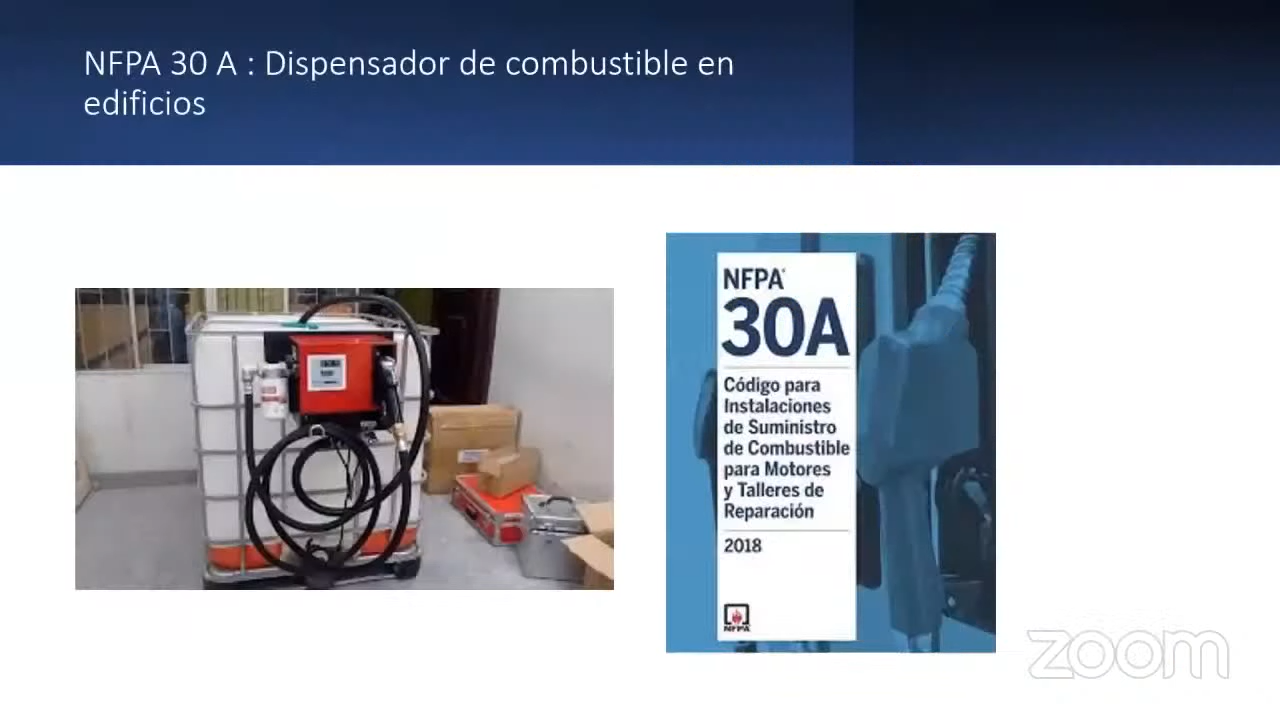 NFPA 30 A : Dispensador de combustible en
edificios
NFPA
30A
Código para
Instalaciones
de Suministro
de Combustible
para Motores
y Talleres de
Reparación
2018
NFPA
zoom